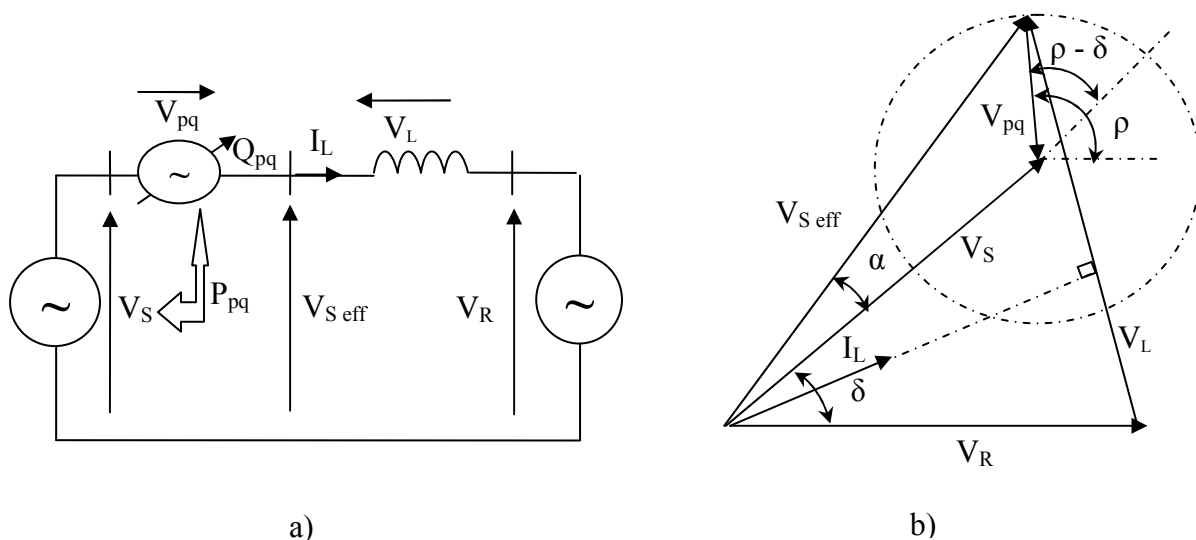 V_pq
V_L
Q_pq
I_L
~
~
~
P_pq
V_S
V_S eff
V_R
a)
ρ - δ
V_pq
ρ
V_S eff
V_S
α
I_L
V_L
δ
V_R
b)